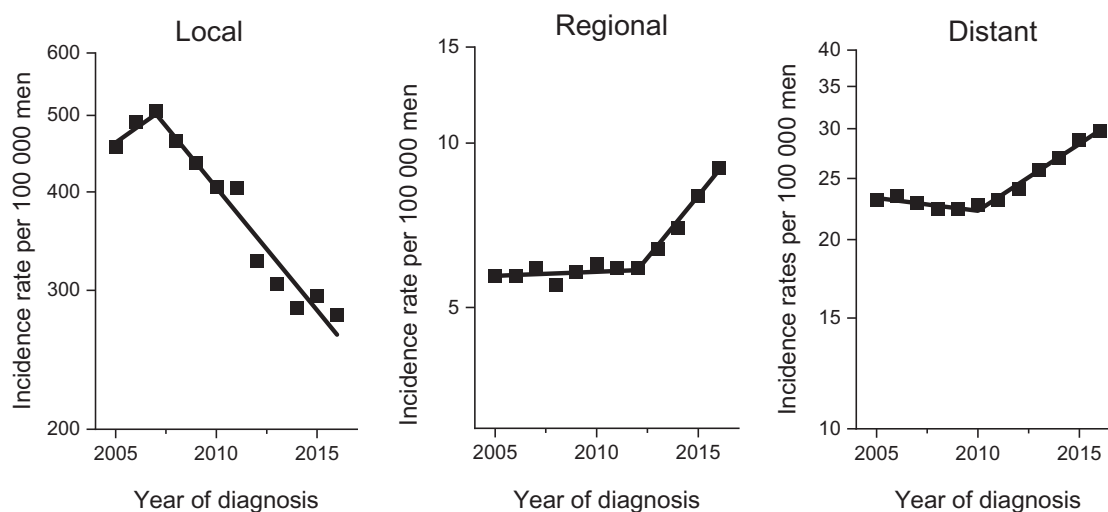 Local
Incidence rate per 100 000 men
600
500
400
300
200
2005
2010
2015
Year of diagnosis
Regional
Incidence rate per 100 000 men
15
10
5
2005
2010
2015
Year of diagnosis
Distant
Incidence rates per 100 000 men
40
35
30
25
20
15
10
2005
2010
2015
Year of diagnosis